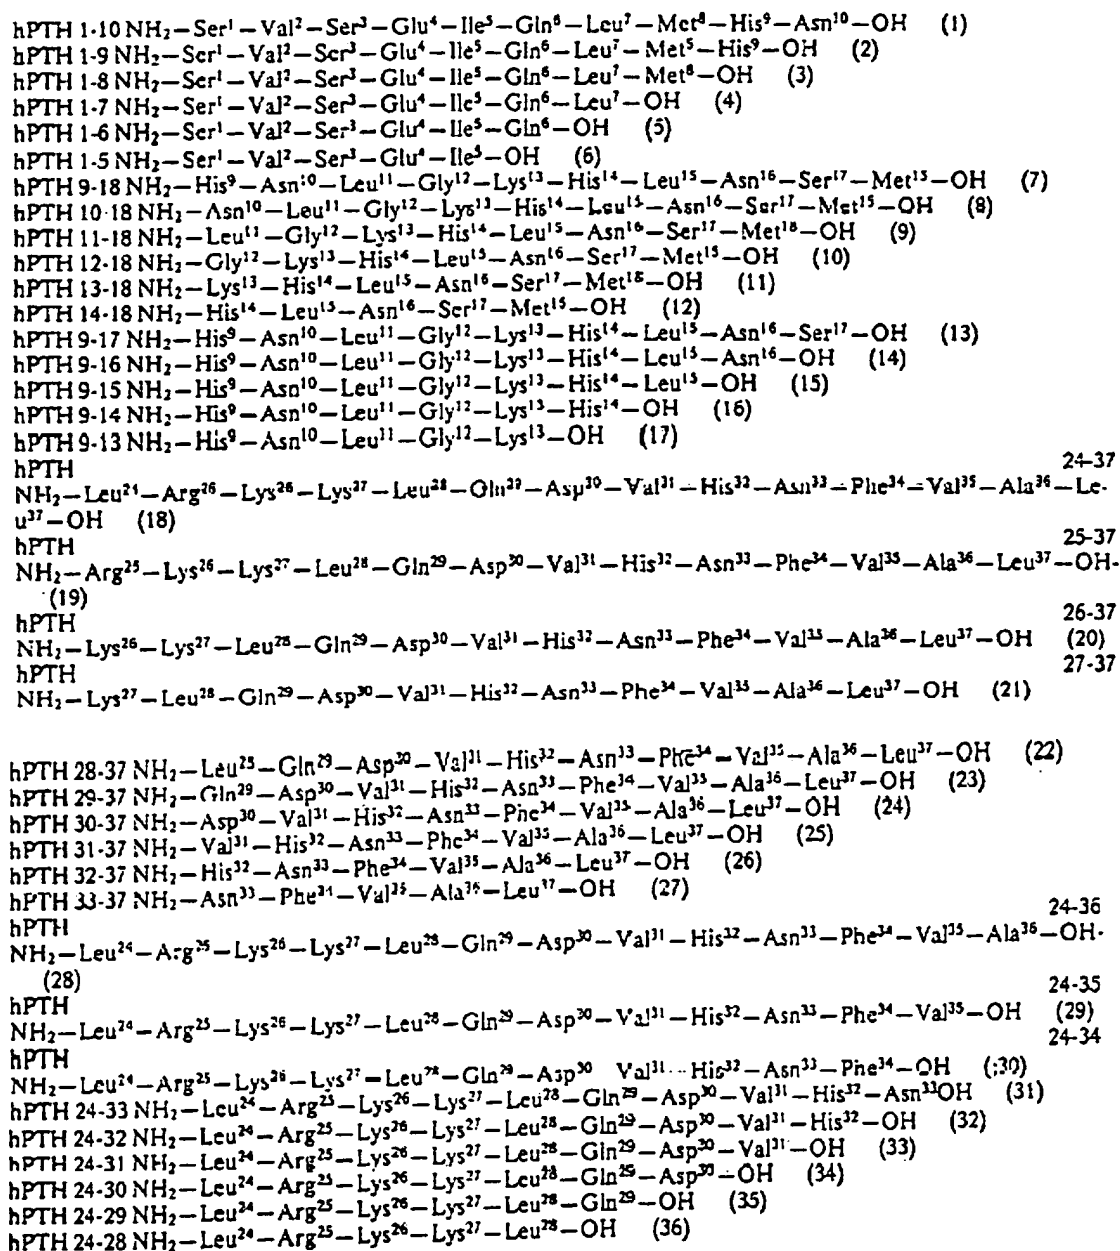 hPTH 1-10 NH₂—Ser¹—Val²—Ser³—Glu⁴—Ile⁵—Gln⁶—Leu⁷—Met⁸—His⁹—Asn¹⁰—OH (1)
hPTH 1-9 NH₂—Ser¹—Val²—Ser³—Glu⁴—Ile⁵—Gln⁶—Leu⁷—Met⁵—His⁹—OH (2)
hPTH 1-8 NH₂—Ser¹—Val²—Ser³—Glu⁴—Ile⁵—Gln⁶—Leu⁷—Met⁸—OH (3)
hPTH 1-7 NH₂—Ser¹—Val²—Ser³—Glu⁴—Ile⁵—Gln⁶—Leu⁷—OH (4)
hPTH 1-6 NH₂—Ser¹—Val²—Ser³—Glu⁴—Ile⁵—Gln⁶—OH (5)
hPTH 1-5 NH₂—Ser¹—Val²—Ser³—Glu⁴—Ile⁵—OH (6)
hPTH 9-18 NH₂—His⁹—Asn¹⁰—Leu¹¹—Gly¹²—Lys¹³—His¹⁴—Leu¹⁵—Asn¹⁶—Ser¹⁷—Met¹⁵—OH (7)
hPTH 10-18 NH₂—Asn¹⁰—Leu¹¹—Gly¹²—Lys¹³—His¹⁴—Leu¹⁵—Asn¹⁶—Ser¹⁷—Met¹⁵—OH (8)
hPTH 11-18 NH₂—Leu¹¹—Gly¹²—Lys¹³—His¹⁴—Leu¹⁵—Asn¹⁶—Ser¹⁷—Met¹⁸—OH (9)
hPTH 12-18 NH₂—Gly¹²—Lys¹³—His¹⁴—Leu¹⁵—Asn¹⁶—Ser¹⁷—Met¹⁵—OH (10)
hPTH 13-18 NH₂—Lys¹³—His¹⁴—Leu¹⁵—Asn¹⁶—Ser¹⁷—Met¹⁸—OH (11)
hPTH 14-18 NH₂—His¹⁴—Leu¹⁵—Asn¹⁶—Ser¹⁷—Met¹⁵—OH (12)
hPTH 9-17 NH₂—His⁹—Asn¹⁰—Leu¹¹—Gly¹²—Lys¹³—His¹⁴—Leu¹⁵—Asn¹⁶—Ser¹⁷—OH (13)
hPTH 9-16 NH₂—His⁹—Asn¹⁰—Leu¹¹—Gly¹²—Lys¹³—His¹⁴—Leu¹⁵—Asn¹⁶—OH (14)
hPTH 9-15 NH₂—His⁹—Asn¹⁰—Leu¹¹—Gly¹²—Lys¹³—His¹⁴—Leu¹⁵—OH (15)
hPTH 9-14 NH₂—His⁹—Asn¹⁰—Leu¹¹—Gly¹²—Lys¹³—His¹⁴—OH (16)
hPTH 9-13 NH₂—His⁹—Asn¹⁰—Leu¹¹—Gly¹²—Lys¹³—OH (17)
hPTH 24-37
NH₂—Leu²⁴—Arg²⁶—Lys²⁶—Lys²⁷—Leu²⁸—Gln²⁹—Asp³⁰—Val³¹—His³²—Asn³³—Phe³⁴—Val³⁵—Ala³⁶—Le-
u³⁷—OH (18)
hPTH 25-37
NH₂—Arg²⁵—Lys²⁶—Lys²⁷—Leu²⁸—Gln²⁹—Asp³⁰—Val³¹—His³²—Asn³³—Phe³⁴—Val³⁵—Ala³⁶—Leu³⁷—OH-
(19)
hPTH 26-37
NH₂—Lys²⁶—Lys²⁷—Leu²⁸—Gln²⁹—Asp³⁰—Val³¹—His³²—Asn³³—Phe³⁴—Val³⁵—Ala³⁶—Leu³⁷—OH (20)
hPTH 27-37
NH₂—Lys²⁷—Leu²⁸—Gln²⁹—Asp³⁰—Val³¹—His³²—Asn³³—Phe³⁴—Val³⁵—Ala³⁶—Leu³⁷—OH (21)
hPTH 28-37 NH₂—Leu²⁵—Gln²⁹—Asp³⁰—Val³¹—His³²—Asn³³—Phe³⁴—Val³⁵—Ala³⁶—Leu³⁷—OH (22)
hPTH 29-37 NH₂—Gln²⁹—Asp³⁰—Val³¹—His³²—Asn³³—Phe³⁴—Val³⁵—Ala³⁶—Leu³⁷—OH (23)
hPTH 30-37 NH₂—Asp³⁰—Val³¹—His³²—Asn³³—Phe³⁴—Val³⁵—Ala³⁶—Leu³⁷—OH (24)
hPTH 31-37 NH₂—Val³¹—His³²—Asn³³—Phe³⁴—Val³⁵—Ala³⁶—Leu³⁷—OH (25)
hPTH 32-37 NH₂—His³²—Asn³³—Phe³⁴—Val³⁵—Ala³⁶—Leu³⁷—OH (26)
hPTH 33-37 NH₂—Asn³³—Phe³⁴—Val³⁵—Ala³⁶—Leu³⁷—OH (27)
hPTH 24-36
NH₂—Leu²⁴—Arg²⁵—Lys²⁶—Lys²⁷—Leu²⁸—Gln²⁹—Asp³⁰—Val³¹—His³²—Asn³³—Phe³⁴—Val³⁵—Ala³⁶—OH-
(28)
hPTH 24-35
NH₂—Leu²⁴—Arg²⁵—Lys²⁶—Lys²⁷—Leu²⁸—Gln²⁹—Asp³⁰—Val³¹—His³²—Asn³³—Phe³⁴—Val³⁵—OH (29)
hPTH 24-34
NH₂—Leu²⁴—Arg²⁵—Lys²⁶—Lys²⁷—Leu²⁸—Gln²⁹—Asp³⁰ Val³¹—His³²—Asn³³—Phe³⁴—OH (30)
hPTH 24-33 NH₂—Leu²⁴—Arg²⁵—Lys²⁶—Lys²⁷—Leu²⁸—Gln²⁹—Asp³⁰—Val³¹—His³²—Asn³³OH (31)
hPTH 24-32 NH₂—Leu²⁴—Arg²⁵—Lys²⁶—Lys²⁷—Leu²⁸—Gln²⁹—Asp³⁰—Val³¹—His³²—OH (32)
hPTH 24-31 NH₂—Leu²⁴—Arg²⁵—Lys²⁶—Lys²⁷—Leu²⁸—Gln²⁹—Asp³⁰—Val³¹—OH (33)
hPTH 24-30 NH₂—Leu²⁴—Arg²⁵—Lys²⁶—Lys²⁷—Leu²⁸—Gln²⁹—Asp³⁰—OH (34)
hPTH 24-29 NH₂—Leu²⁴—Arg²⁵—Lys²⁶—Lys²⁷—Leu²⁸—Gln²⁹—OH (35)
hPTH 24-28 NH₂—Leu²⁴—Arg²⁵—Lys²⁶—Lys²⁷—Leu²⁸—OH (36)